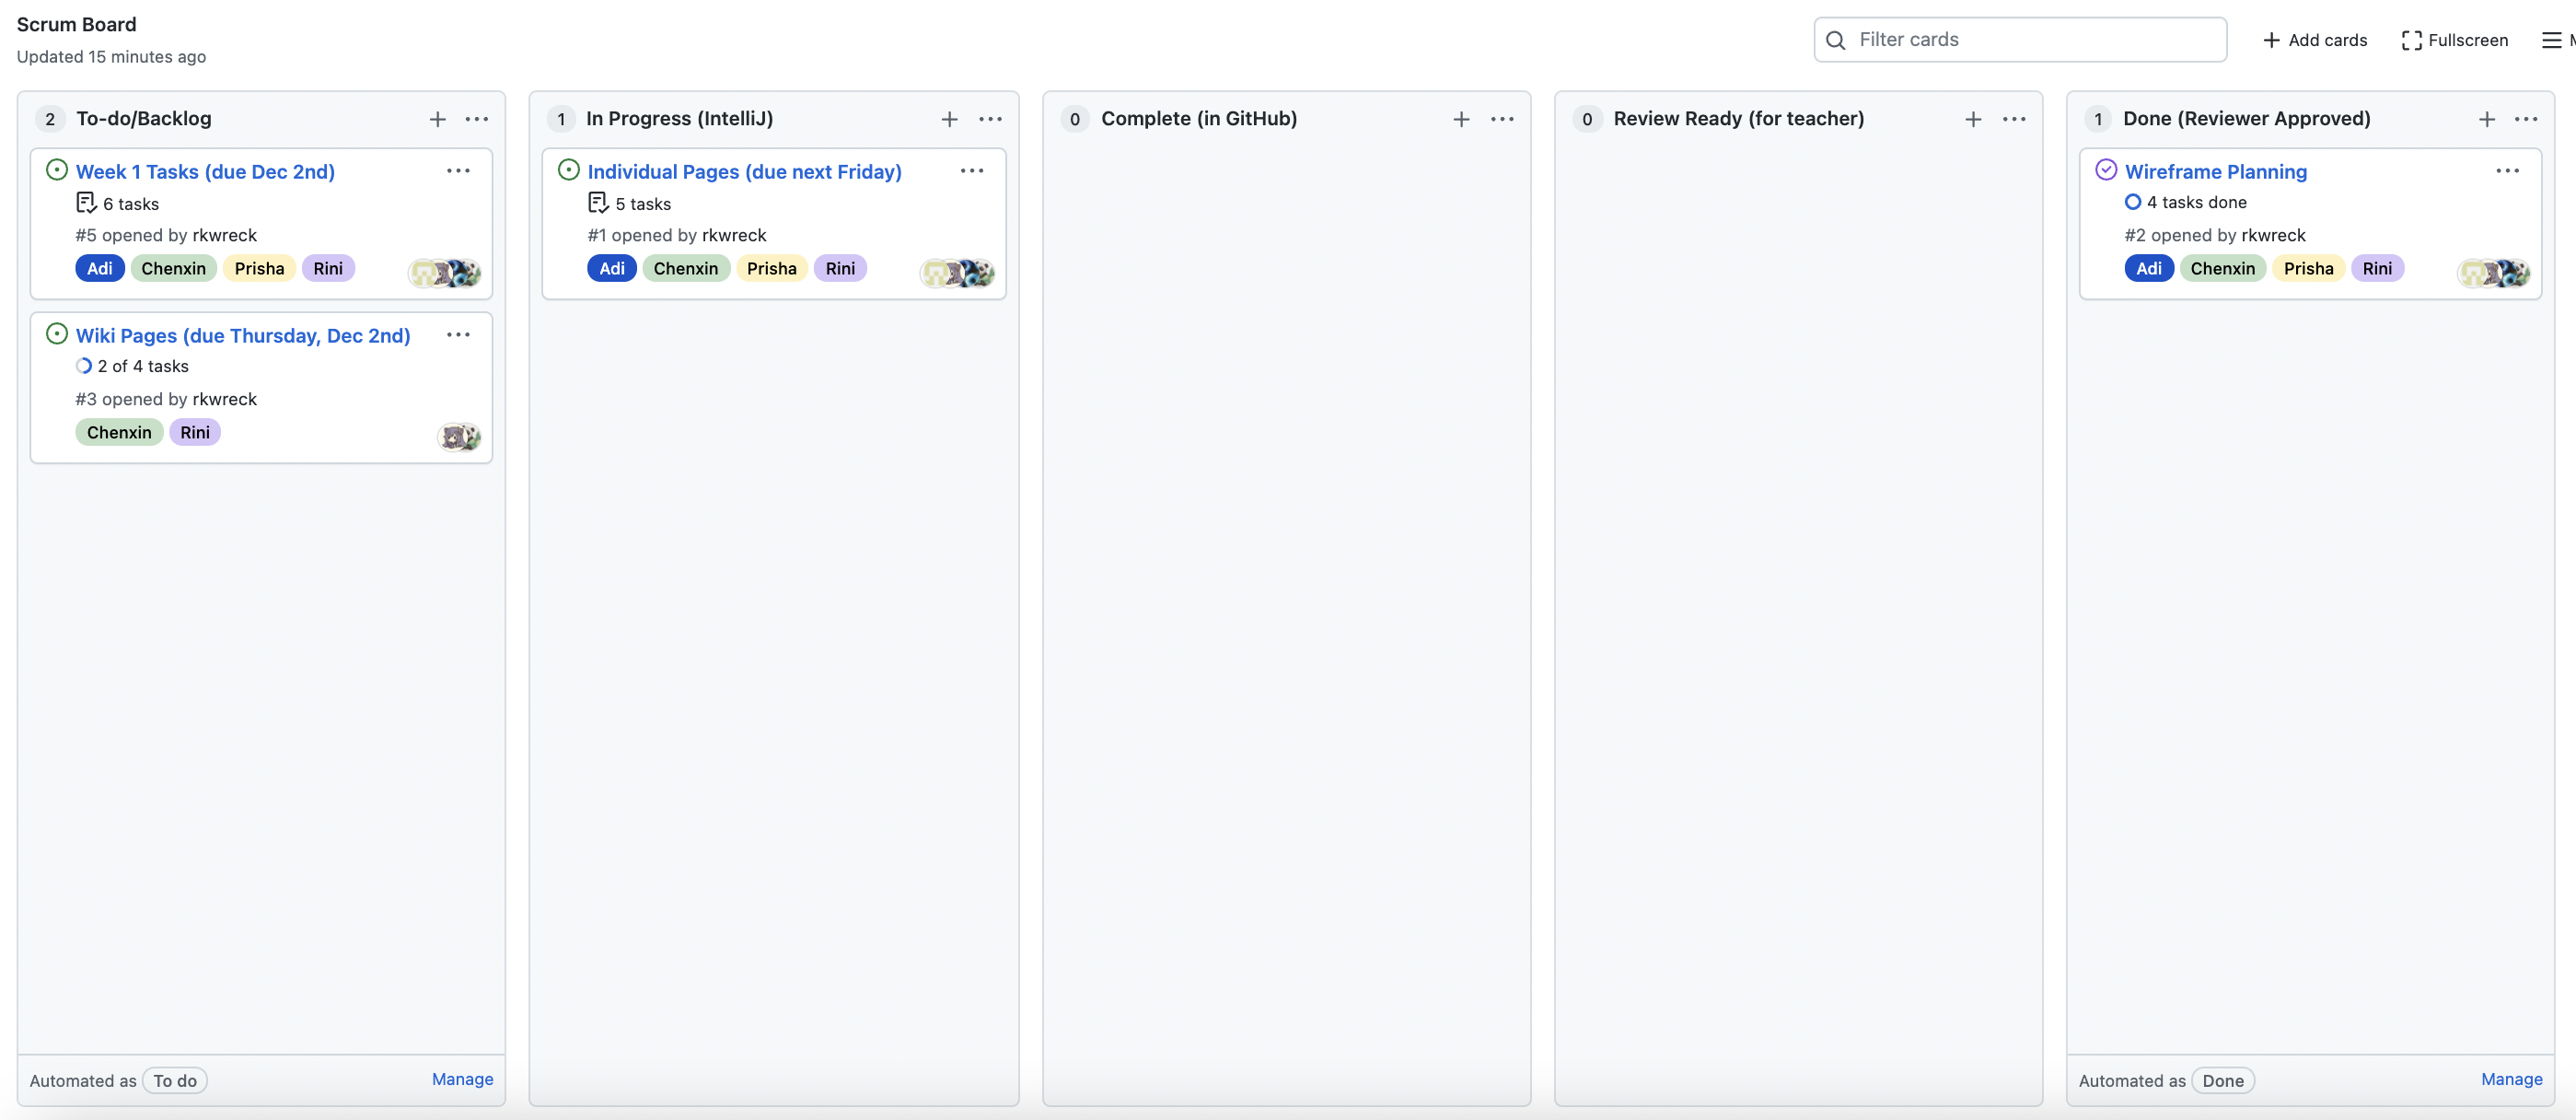 Scrum Board
Updated 15 minutes ago
Filter cards
Add cards
Fullscreen
2 To-do/Backlog
Week 1 Tasks (due Dec 2nd)
6 tasks
#5 opened by rkwreck
Adi Chenxin Prisha Rini
Wiki Pages (due Thursday, Dec 2nd)
2 of 4 tasks
#3 opened by rkwreck
Chenxin Rini
Automated as To do Manage
1 In Progress (IntelliJ)
Individual Pages (due next Friday)
5 tasks
#1 opened by rkwreck
Adi Chenxin Prisha Rini
0 Complete (in GitHub)
0 Review Ready (for teacher)
1 Done (Reviewer Approved)
Wireframe Planning
4 tasks done
#2 opened by rkwreck
Adi Chenxin Prisha Rini
Automated as Done Manage